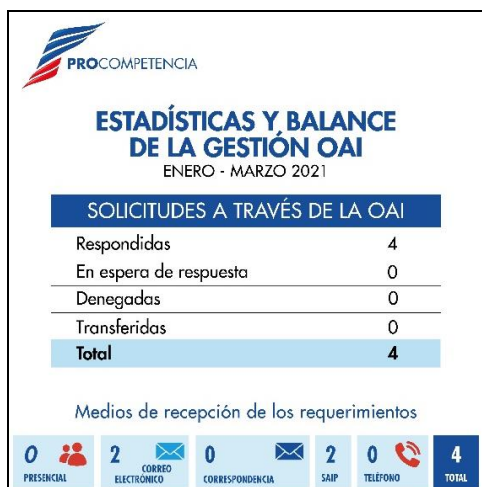 PROCOMPETENCIA
ESTADÍSTICAS Y BALANCE
DE LA GESTIÓN OAI
ENERO - MARZO 2021
SOLICITUDES A TRAVÉS DE LA OAI
Respondidas 4
En espera de respuesta 0
Denegadas 0
Transferidas 0
Total 4
Medios de recepción de los requerimientos
0 PRESENCIAL
2 CORREO ELECTRÓNICO
0 CORRESPONDENCIA
2 SAIP
0 TELÉFONO
4 TOTAL